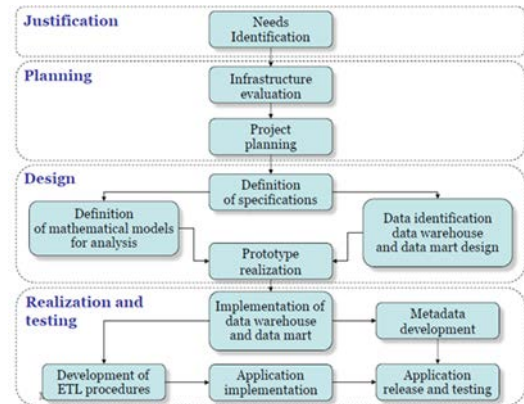 Justification
Needs
Identification
Planning
Infrastructure
evaluation
Project
planning
Design
Definition
of specifications
Definition
of mathematical models
for analysis
Data identification
data warehouse
and data mart design
Prototype
realization
Realization and
testing
Implementation of
data warehouse
and data mart
Metadata
development
Development of
ETL procedures
Application
implementation
Application
release and testing